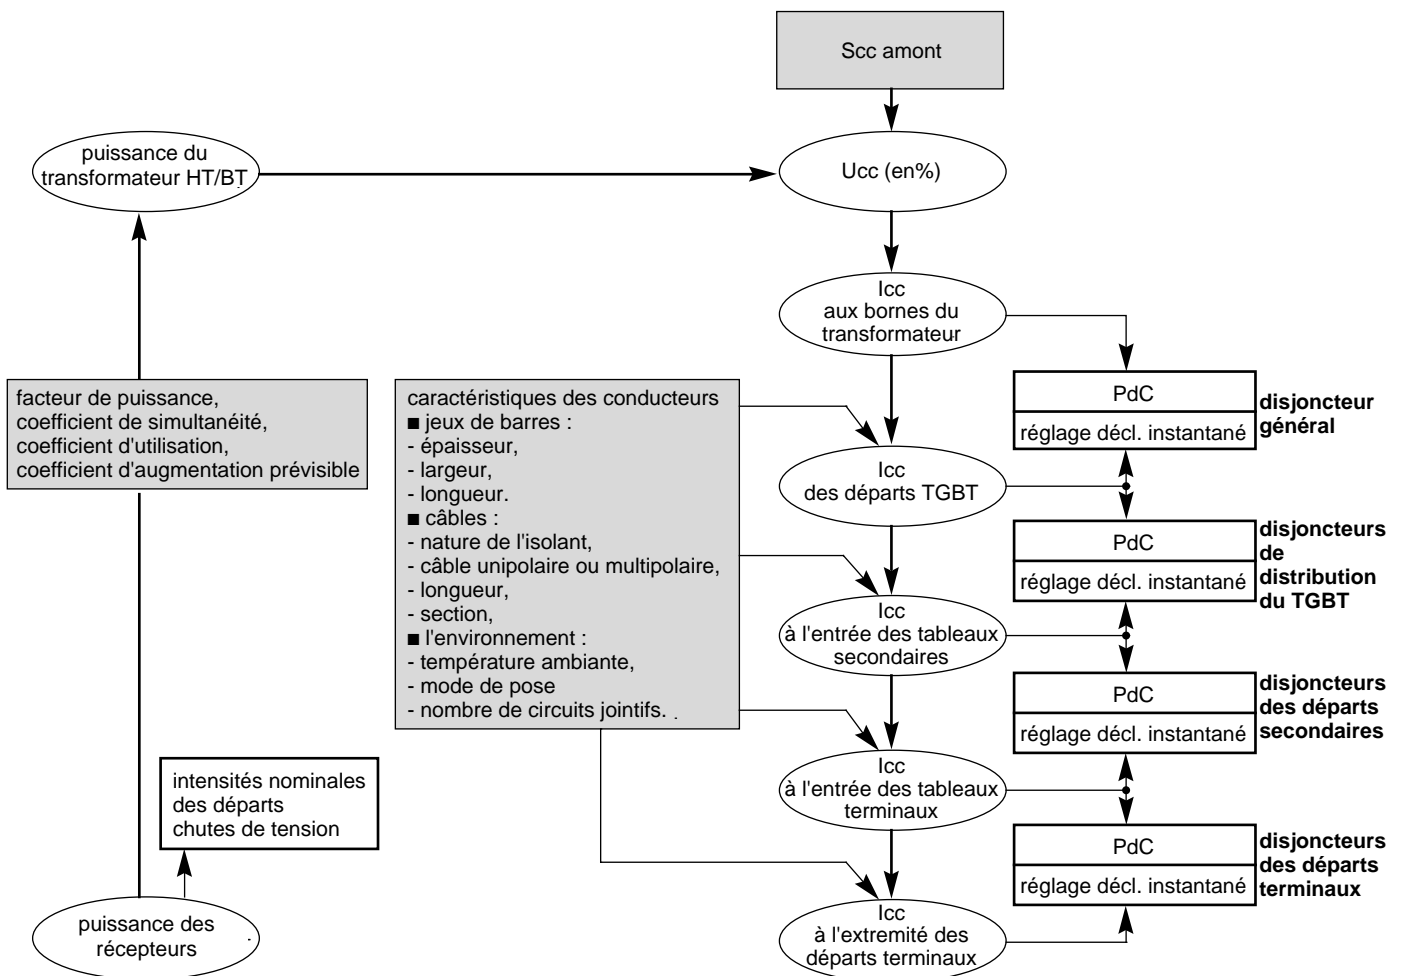 Scc amont
puissance du
transformateur HT/BT
Ucc (en%)
Icc
aux bornes du
transformateur
facteur de puissance,
coefficient de simultanéité,
coefficient d'utilisation,
coefficient d'augmentation prévisible
caractéristiques des conducteurs
■ jeux de barres :
- épaisseur,
- largeur,
- longueur.
■ câbles :
- nature de l'isolant,
- câble unipolaire ou multipolaire,
- longueur,
- section,
■ l'environnement :
- température ambiante,
- mode de pose
- nombre de circuits jointifs.
PdC
réglage décl. instantané
disjoncteur
général
Icc
des départs TGBT
PdC
réglage décl. instantané
disjoncteurs
de
distribution
du TGBT
Icc
à l'entrée des tableaux
secondaires
PdC
réglage décl. instantané
disjoncteurs
des départs
secondaires
Icc
à l'entrée des tableaux
terminaux
intensités nominales
des départs
chutes de tension
PdC
réglage décl. instantané
disjoncteurs
des départs
terminaux
puissance des
récepteurs
Icc
à l'extremité des
départs terminaux